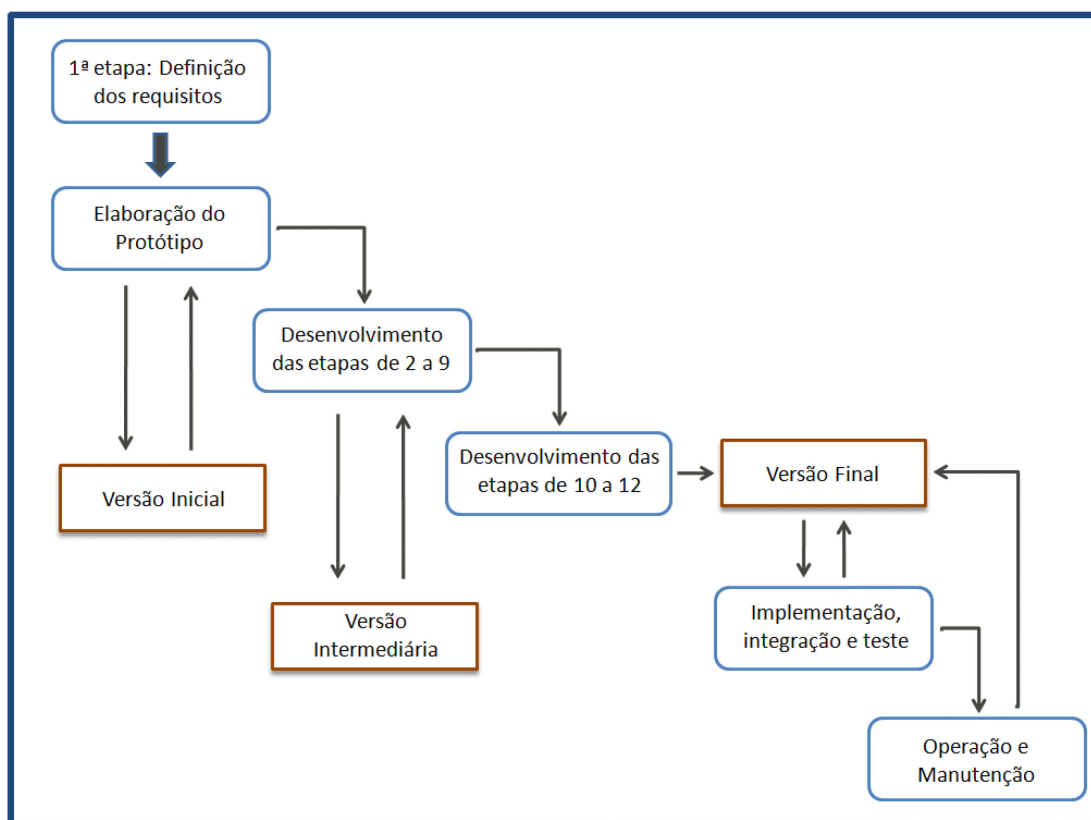 1ª etapa: Definição
dos requisitos
Elaboração do
Protótipo
Desenvolvimento
das etapas de 2 a 9
Desenvolvimento das
etapas de 10 a 12
Versão Final
Versão Inicial
Versão
Intermediária
Implementação,
integração e teste
Operação e
Manutenção